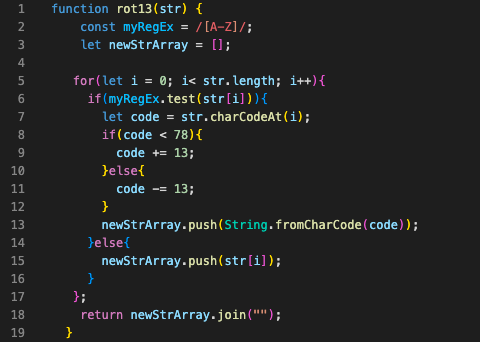 1 function rot13(str) {
2 const myRegEx = /[A-Z]/;
3 let newStrArray = [];
4
5 for(let i = 0; i< str.length; i++){
6 if(myRegEx.test(str[i])){
7 let code = str.charCodeAt(i);
8 if(code < 78){
9 code += 13;
10 }else{
11 code -= 13;
12 }
13 newStrArray.push(String.fromCharCode(code));
14 }else{
15 newStrArray.push(str[i]);
16 }
17 };
18 return newStrArray.join("");
19 }